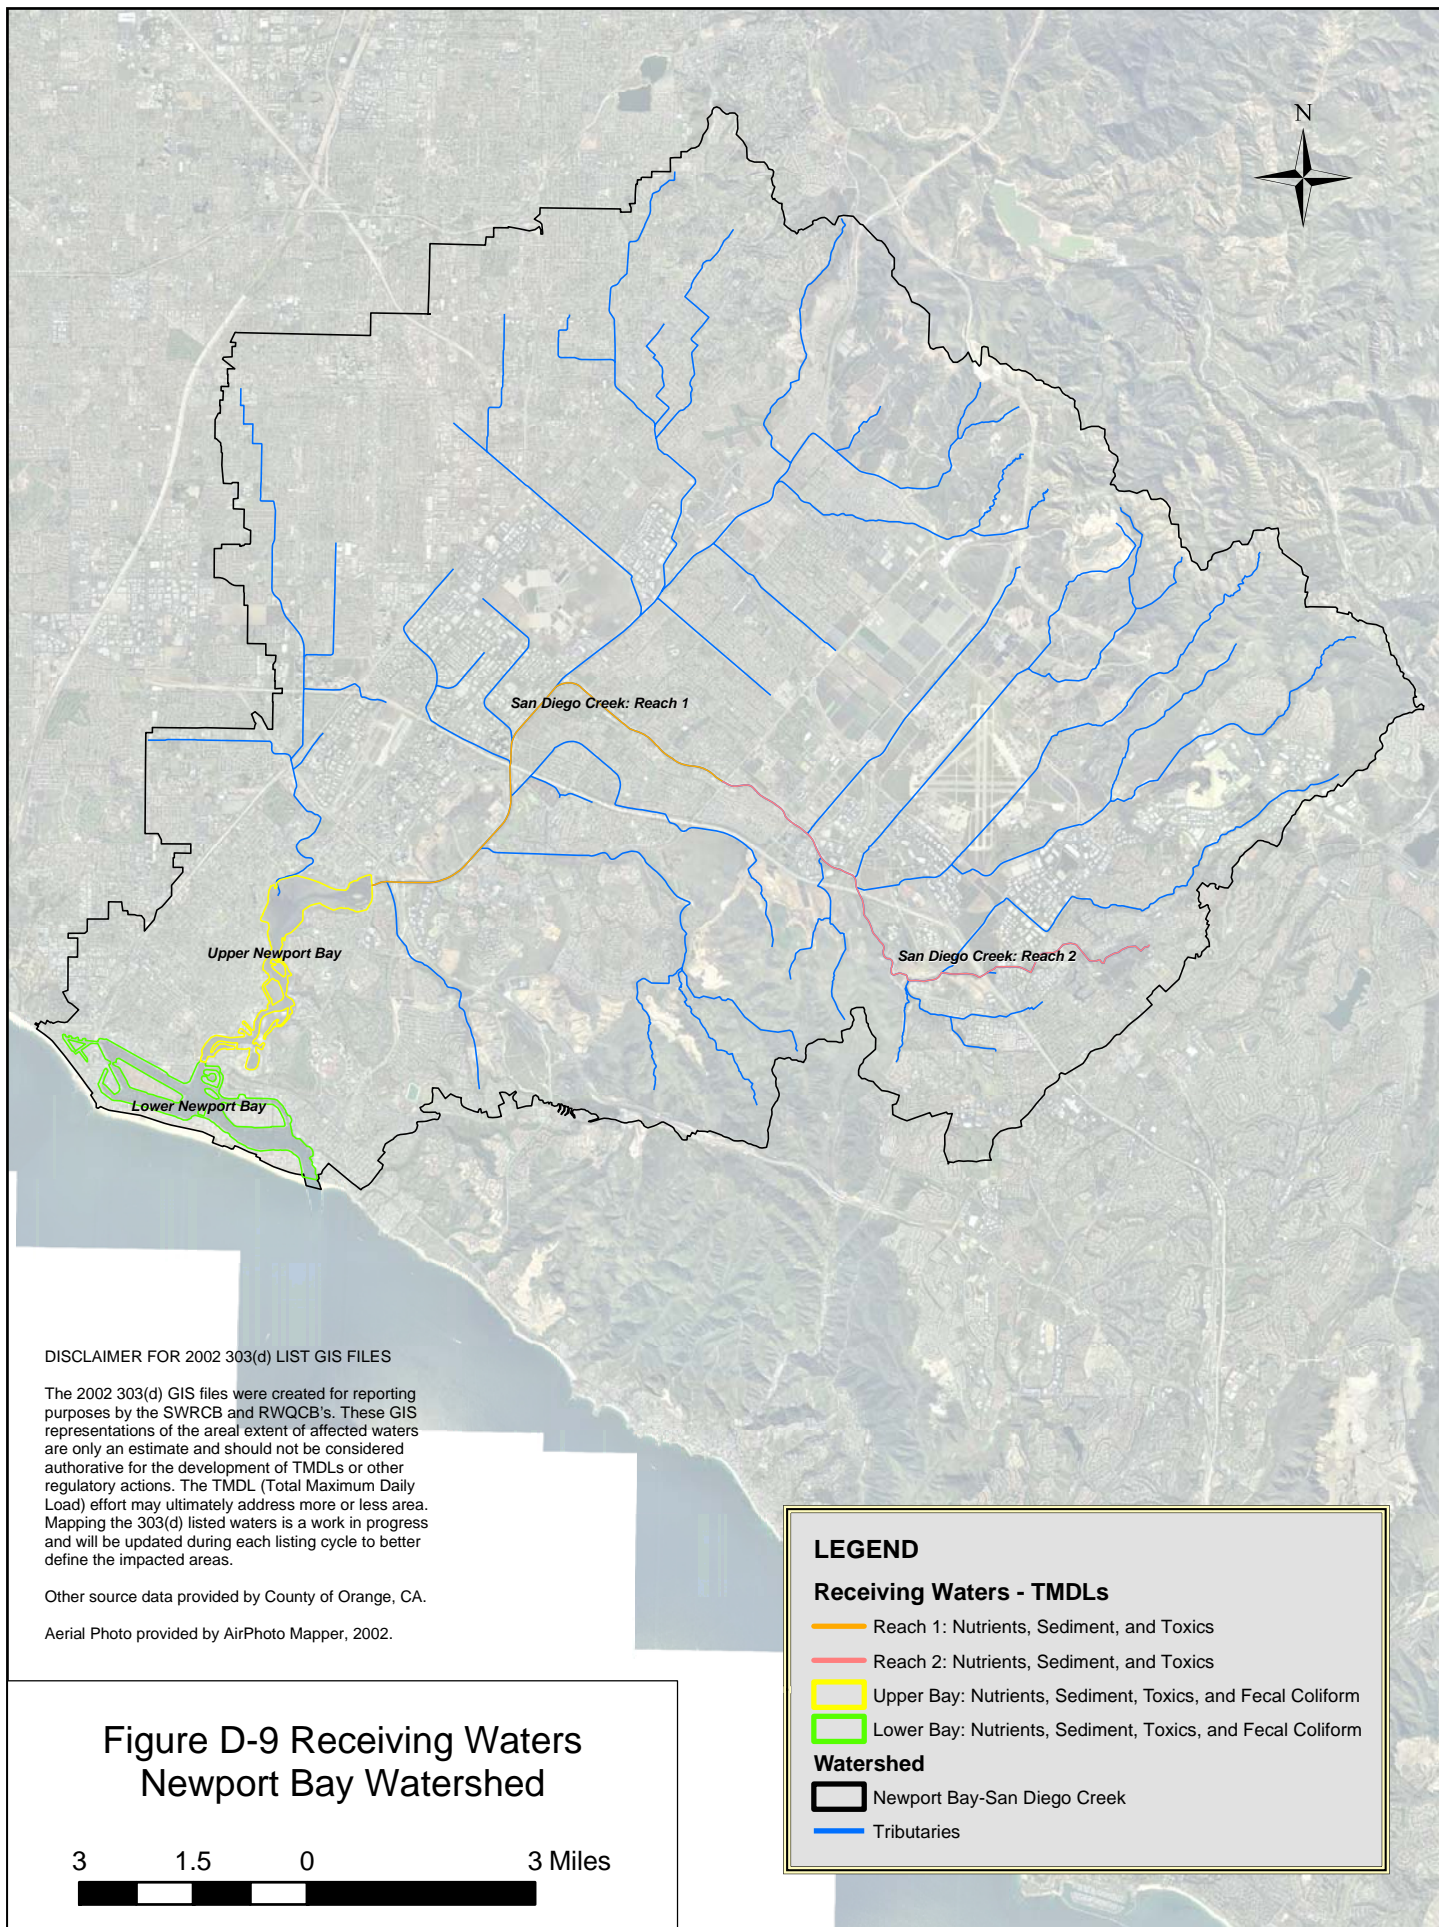 N
San Diego Creek: Reach 1
Upper Newport Bay
San Diego Creek: Reach 2
Lower Newport Bay
DISCLAIMER FOR 2002 303(d) LIST GIS FILES
The 2002 303(d) GIS files were created for reporting
purposes by the SWRCB and RWQCB's. These GIS
representations of the areal extent of affected waters
are only an estimate and should not be considered
authorative for the development of TMDLs or other
regulatory actions. The TMDL (Total Maximum Daily
Load) effort may ultimately address more or less area.
Mapping the 303(d) listed waters is a work in progress
and will be updated during each listing cycle to better
define the impacted areas.
Other source data provided by County of Orange, CA.
Aerial Photo provided by AirPhoto Mapper, 2002.
LEGEND
Receiving Waters - TMDLs
Reach 1: Nutrients, Sediment, and Toxics
Reach 2: Nutrients, Sediment, and Toxics
Upper Bay: Nutrients, Sediment, Toxics, and Fecal Coliform
Lower Bay: Nutrients, Sediment, Toxics, and Fecal Coliform
Watershed
Newport Bay-San Diego Creek
Tributaries
Figure D-9 Receiving Waters
Newport Bay Watershed
3 1.5 0 3 Miles